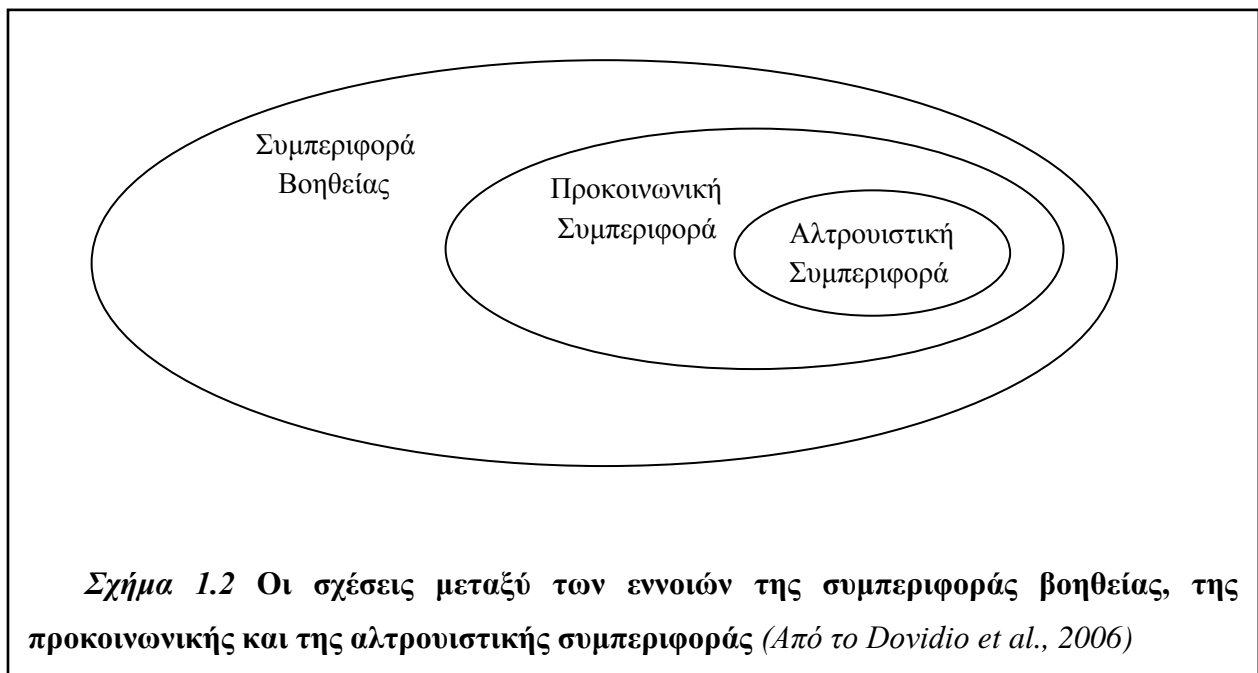 Συμπεριφορά
Βοηθείας
Προκοινωνική
Συμπεριφορά
Αλτρουιστική
Συμπεριφορά
Σχήμα 1.2 Οι σχέσεις μεταξύ των εννοιών της συμπεριφοράς βοηθείας, της
προκοινωνικής και της αλτρουιστικής συμπεριφοράς (Από το Dovidio et al., 2006)